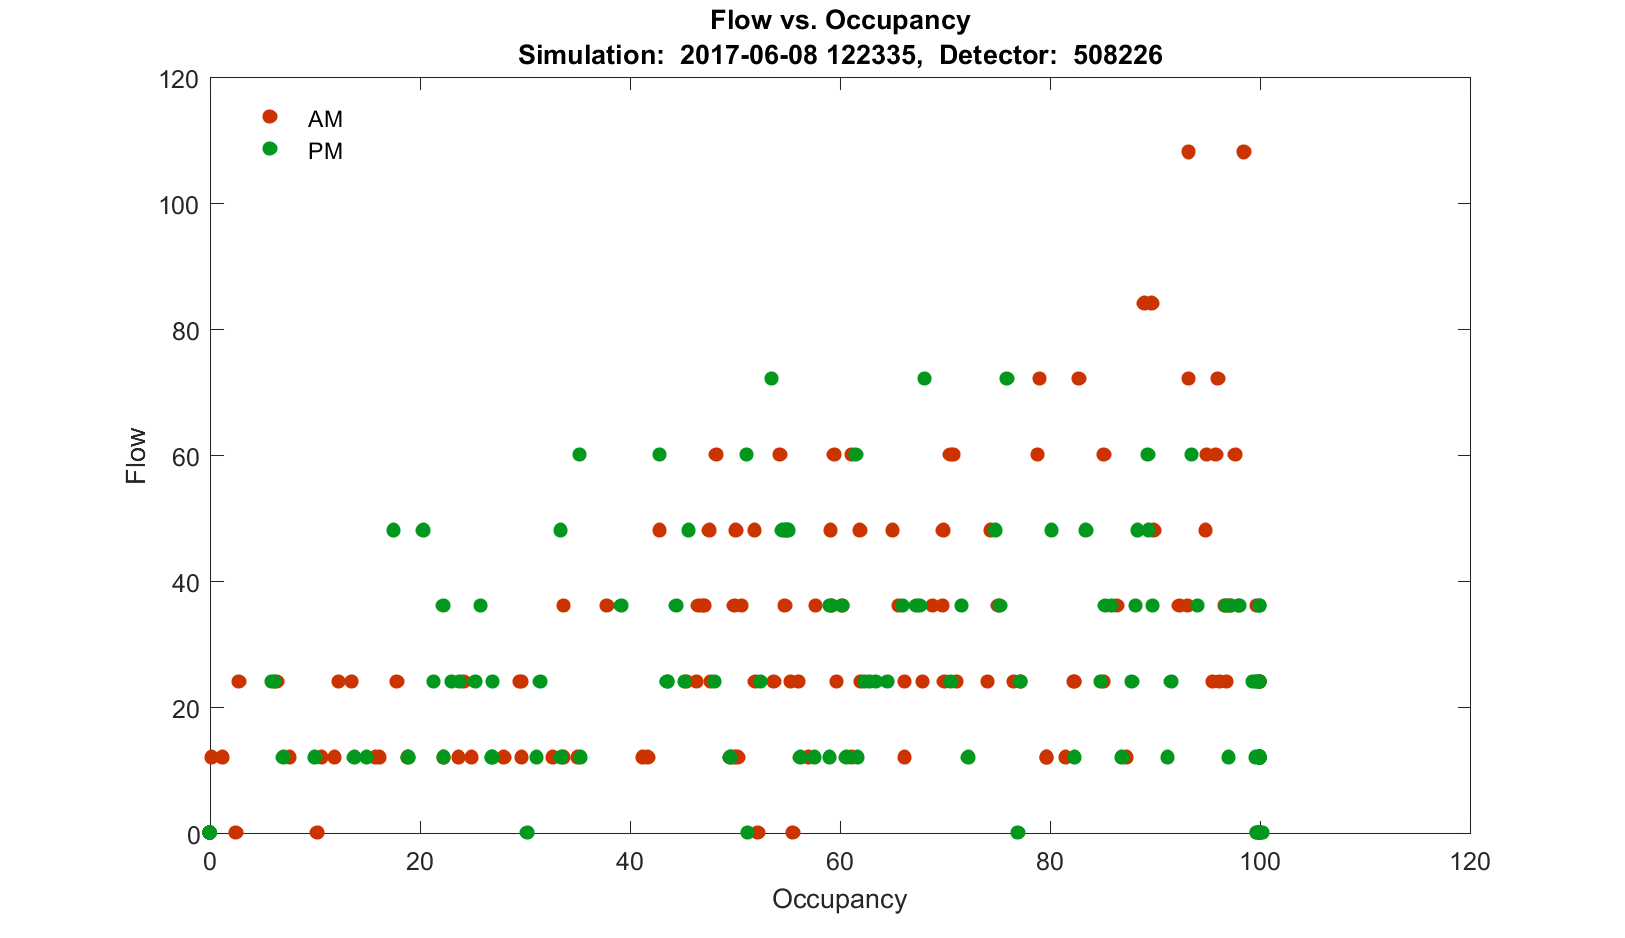 Flow vs. Occupancy
Simulation:  2017-06-08 122335,  Detector:  508226
120
100
80
60
40
20
0
Flow
AM
PM
0 20 40 60 80 100 120
Occupancy